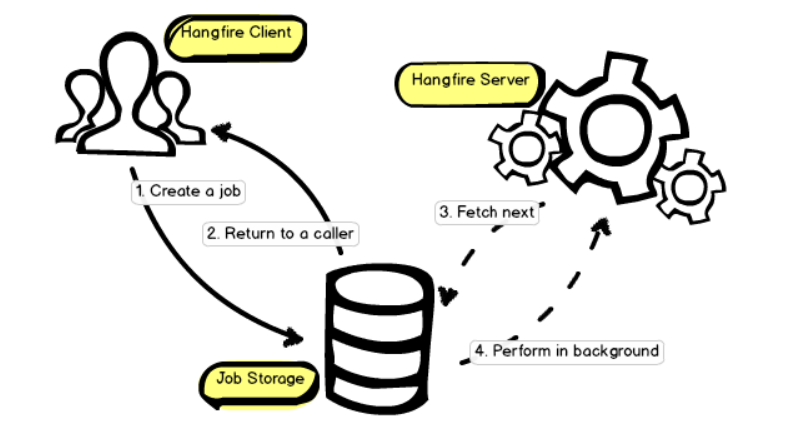 Hangfire Client
Hangfire Server
1. Create a job
2. Return to a caller
3. Fetch next
4. Perform in background
Job Storage